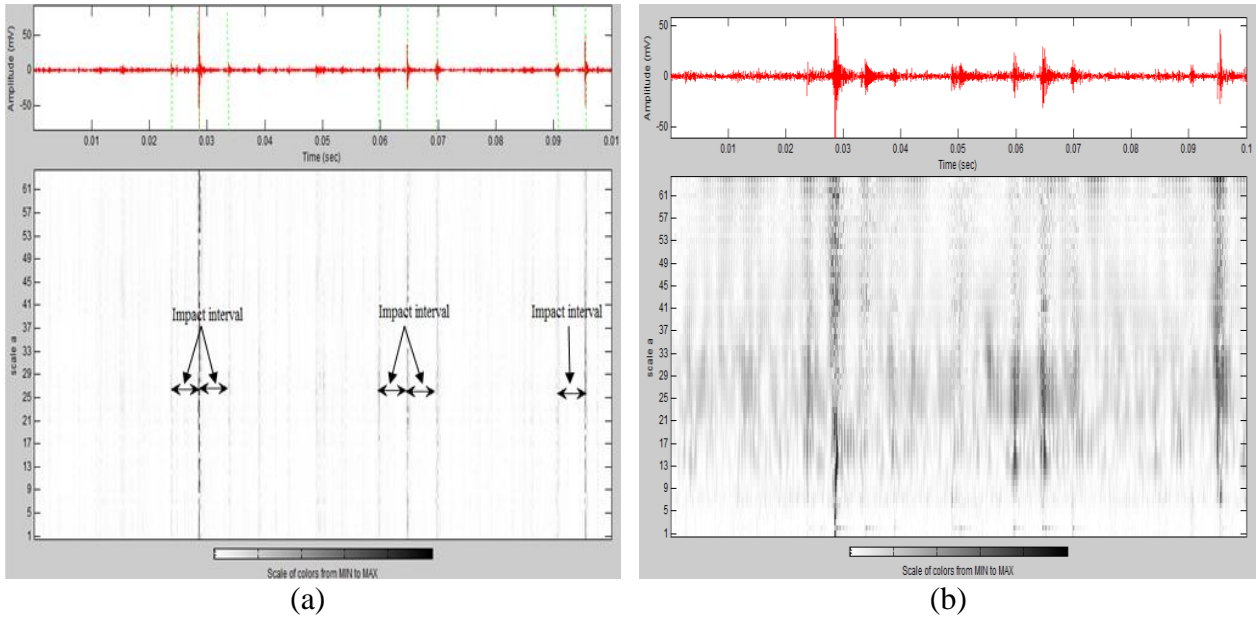 Amplitude (mV)
50
0
-50
0.01 0.02 0.03 0.04 0.05 0.06 0.07 0.08 0.09 0.01
Time (sec)
scale a
61
57
53
49
45
41
37
33
29
25
21
17
13
9
5
1
Impact interval Impact interval Impact interval
Scale of colors from MIN to MAX
(a)
Amplitude (mV)
50
0
-50
0.01 0.02 0.03 0.04 0.05 0.06 0.07 0.08 0.09 0.1
Time (sec)
scale a
61
57
53
49
45
41
37
33
29
25
21
17
13
9
5
1
Scale of colors from MIN to MAX
(b)